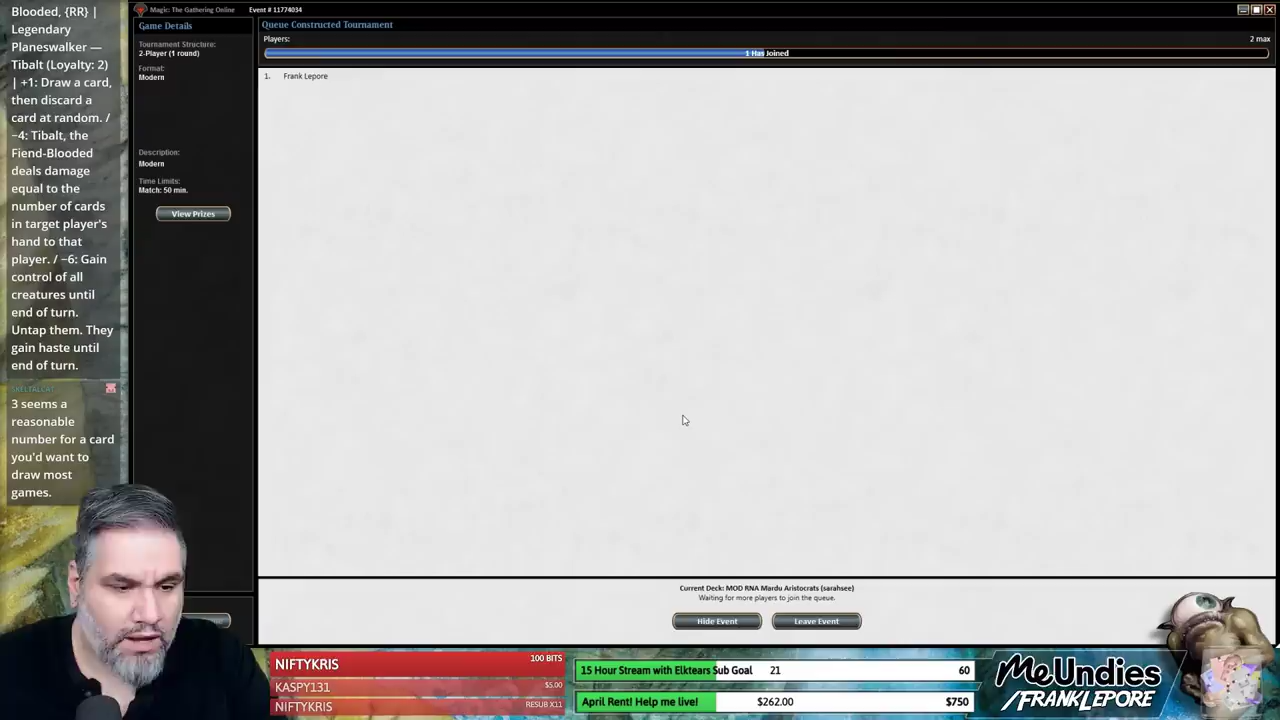 Blooded, {RR} |
Legendary
Planeswalker —
Tibalt (Loyalty: 2)
| +1: Draw a card,
then discard a
card at random. /
−4: Tibalt, the
Fiend-Blooded
deals damage
equal to the
number of cards
in target player's
hand to that
player. / −6: Gain
control of all
creatures until
end of turn.
Untap them. They
gain haste until
end of turn.
3 seems a
reasonable
number for a card
you'd want to
draw most
games.
Magic: The Gathering Online Event # 11774034
Game Details
Tournament Structure:
2-Player (1 round)
Format:
Modern
Description:
Modern
Time Limits:
Match: 50 min.
View Prizes
Queue Constructed Tournament
Players: 2 max
1 Has Joined
1. Frank Lepore
Current Deck: MOD RNA Mardu Aristocrats (sarahsee)
Waiting for more players to join the queue.
Hide Event Leave Event
NIFTYKRIS 100 BITS
KASPY131 $5.00
NIFTYKRIS RESUB X11
15 Hour Stream with Elktears Sub Goal 21 60
April Rent! Help me live! $262.00 $750
MeUndies
/FRANKLEPORE